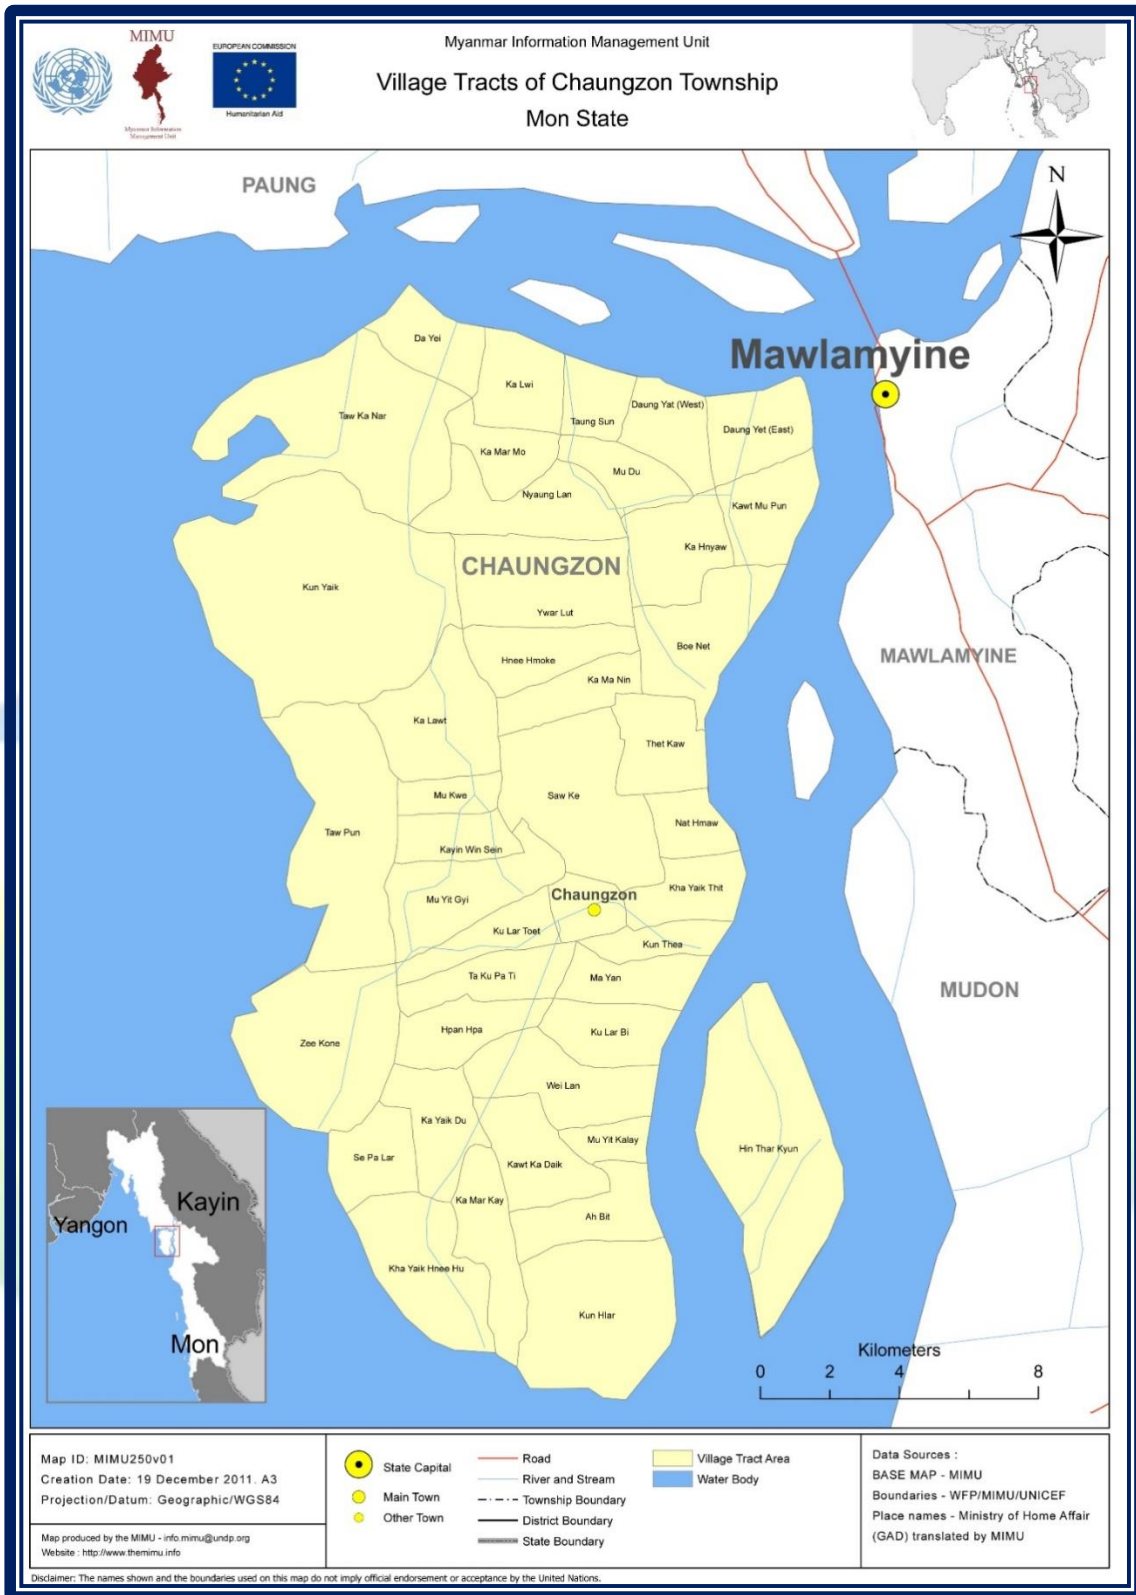 MIMU
Myanmar Information
Management Unit
EUROPEAN COMMISSION
Humanitarian Aid
Myanmar Information Management Unit
Village Tracts of Chaungzon Township
Mon State
PAUNG
N
Mawlamyine
Da Yei
Ka Lwi
Taw Ka Nar
Taung Sun
Daung Yat (West)
Daung Yet (East)
Ka Mar Mo
Mu Du
Nyaung Lan
Kawt Mu Pun
Ka Hnyaw
CHAUNGZON
Kun Yaik
Ywar Lut
Boe Net
MAWLAMYINE
Hnee Hmoke
Ka Ma Nin
Ka Lawt
Thet Kaw
Mu Kwe
Saw Ke
Nat Hmaw
Taw Pun
Kayin Win Sein
Kha Yaik Thit
Mu Yit Gyi
Chaungzon
Ku Lar Toet
Kun Thea
Ta Ku Pa Ti
Ma Yan
MUDON
Hpan Hpa
Ku Lar Bi
Zee Kone
Wei Lan
Ka Yaik Du
Mu Yit Kalay
Hin Thar Kyun
Se Pa Lar
Kawt Ka Daik
Ka Mar Kay
Ah Bit
Kha Yaik Hnee Hu
Kun Hlar
Kayin
Yangon
Mon
Kilometers
0 2 4 8
Map ID: MIMU250v01
Creation Date: 19 December 2011. A3
Projection/Datum: Geographic/WGS84
Map produced by the MIMU - info.mimu@undp.org
Website : http://www.themimu.info
State Capital
Main Town
Other Town
Road
River and Stream
Township Boundary
District Boundary
State Boundary
Village Tract Area
Water Body
Data Sources :
BASE MAP - MIMU
Boundaries - WFP/MIMU/UNICEF
Place names - Ministry of Home Affair
(GAD) translated by MIMU
Disclaimer: The names shown and the boundaries used on this map do not imply official endorsement or acceptance by the United Nations.